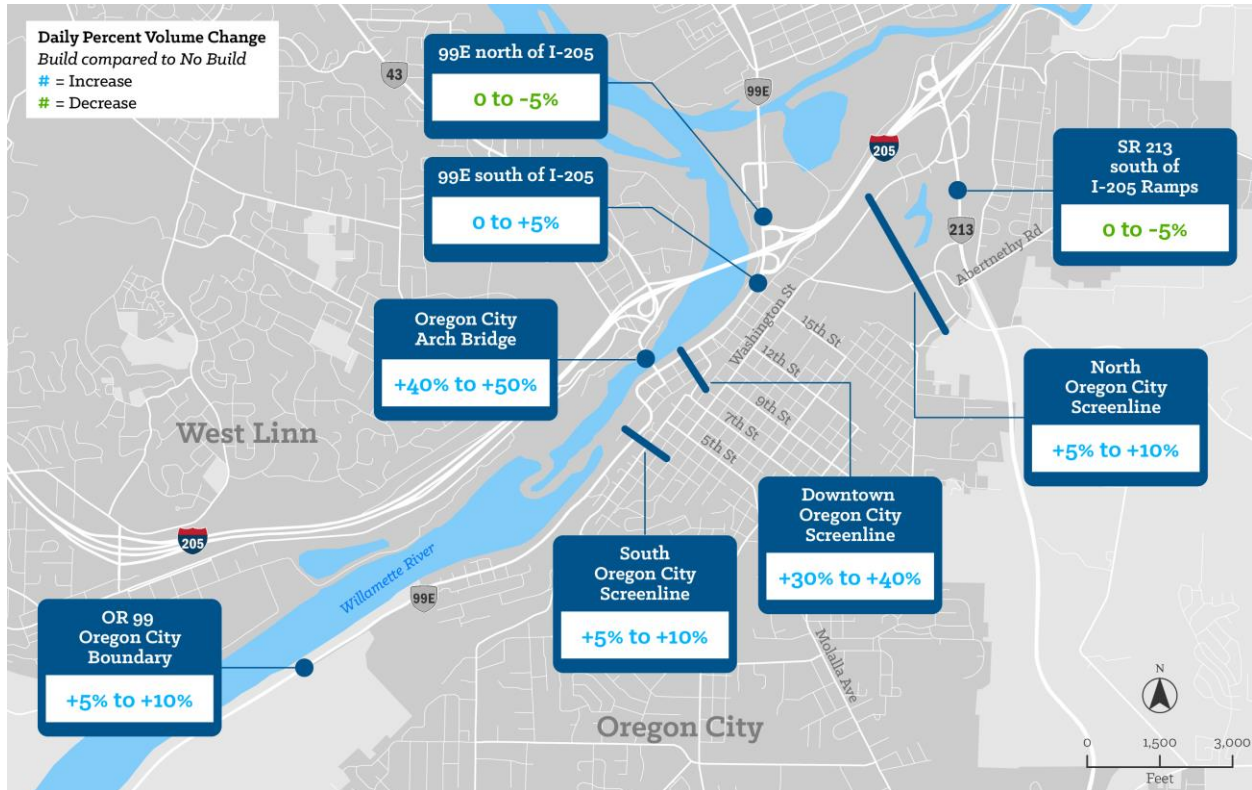 Daily Percent Volume Change
Build compared to No Build
# = Increase
# = Decrease
43
99E north of I-205
0 to -5%
99E
205
SR 213
south of
I-205 Ramps
0 to -5%
99E south of I-205
0 to +5%
213
Abertnethy Rd
Oregon City
Arch Bridge
+40% to +50%
Washington St
15th St
12th St
9th St
7th St
5th St
North
Oregon City
Screenline
+5% to +10%
West Linn
205
Willamette River
99E
Downtown
Oregon City
Screenline
+30% to +40%
South
Oregon City
Screenline
+5% to +10%
OR 99
Oregon City
Boundary
+5% to +10%
Molalla Ave
Oregon City
N
0 1,500 3,000
Feet